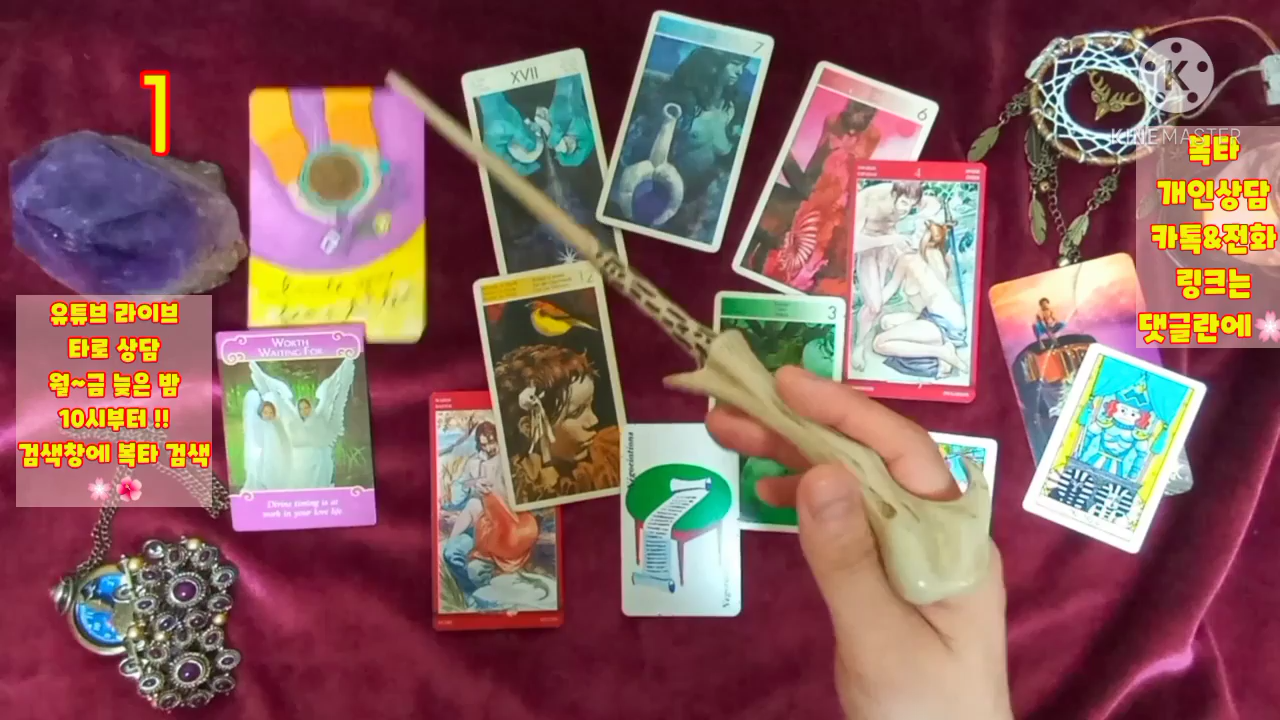 1
XVII
7
6
4
12
3
WORTH
WAITING FOR
Divine timing is at
work in your love life
Negociations
유튜브 라이브
타로 상담
월~금 늦은 밤
10시부터 !!
검색창에 복타 검색
K
KINEMASTER
복타
개인상담
카톡&전화
링크는
댓글란에